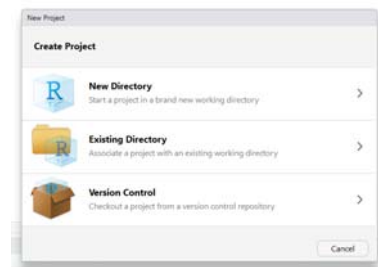 New Project
Create Project
R
New Directory
Start a project in a brand new working directory
R
Existing Directory
Associate a project with an existing working directory
Version Control
Checkout a project from a version control repository
Cancel